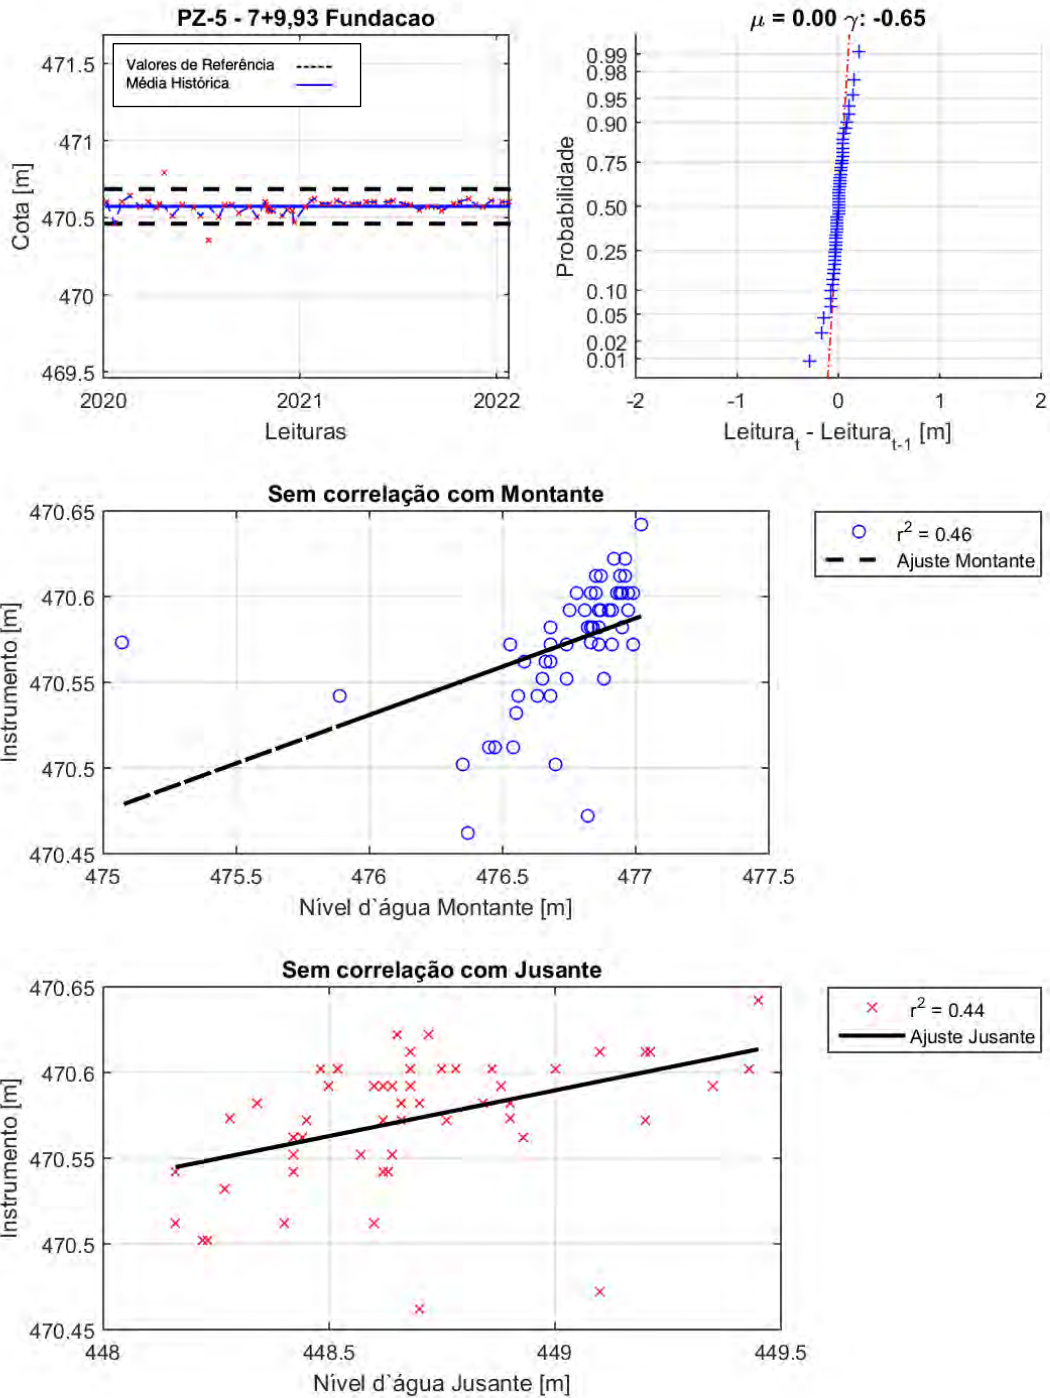 PZ-5 - 7+9,93 Fundacao
471.5
471
470.5
470
469.5
Cota [m]
Valores de Referência
Média Histórica
2020
2021
2022
Leituras
μ = 0.00 γ: -0.65
0.99
0.98
0.95
0.90
0.75
0.50
0.25
0.10
0.05
0.02
0.01
Probabilidade
-2
-1
0
1
2
Leitura_t - Leitura_t-1 [m]
Sem correlação com Montante
470.65
470.6
470.55
470.5
470.45
Instrumento [m]
475
475.5
476
476.5
477
477.5
Nível d`água Montante [m]
r² = 0.46
Ajuste Montante
Sem correlação com Jusante
470.65
470.6
470.55
470.5
470.45
Instrumento [m]
448
448.5
449
449.5
Nível d`água Jusante [m]
r² = 0.44
Ajuste Jusante